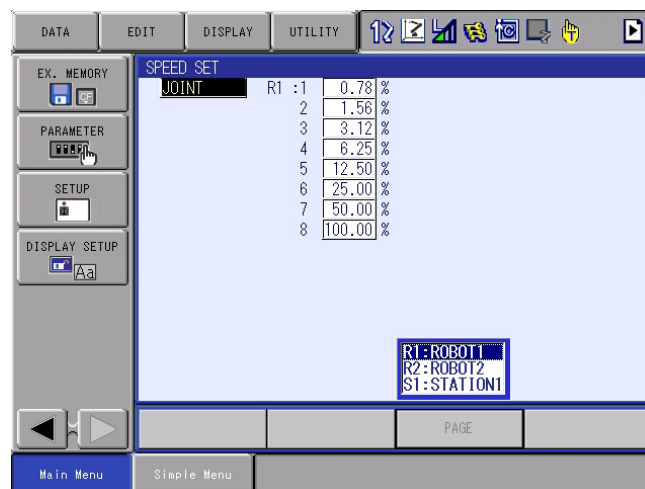 DATA EDIT DISPLAY UTILITY
EX. MEMORY
CF
PARAMETER
SETUP
DISPLAY SETUP
Aa
SPEED SET
JOINT R1 :1 0.78 %
2 1.56 %
3 3.12 %
4 6.25 %
5 12.50 %
6 25.00 %
7 50.00 %
8 100.00 %
R1:ROBOT1
R2:ROBOT2
S1:STATION1
PAGE
Main Menu Simple Menu